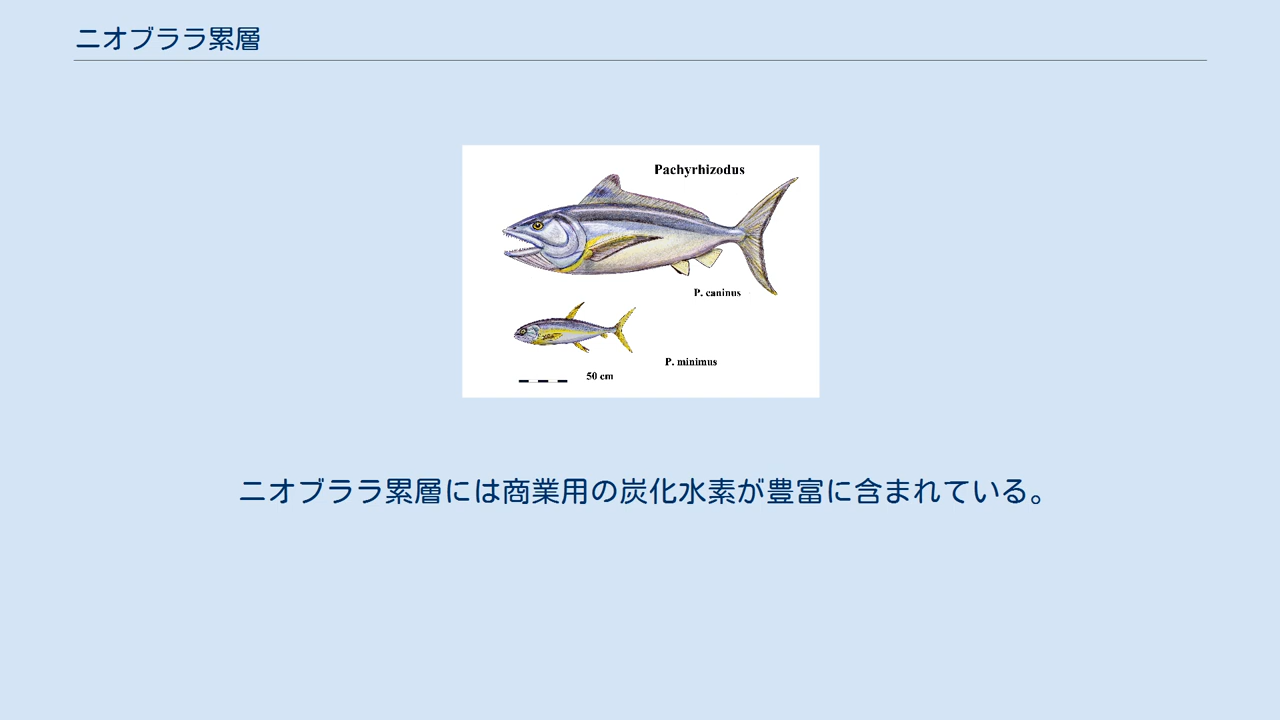 ニオブララ累層
Pachyrhizodus
P. caninus
P. minimus
50 cm
ニオブララ累層には商業用の炭化水素が豊富に含まれている。